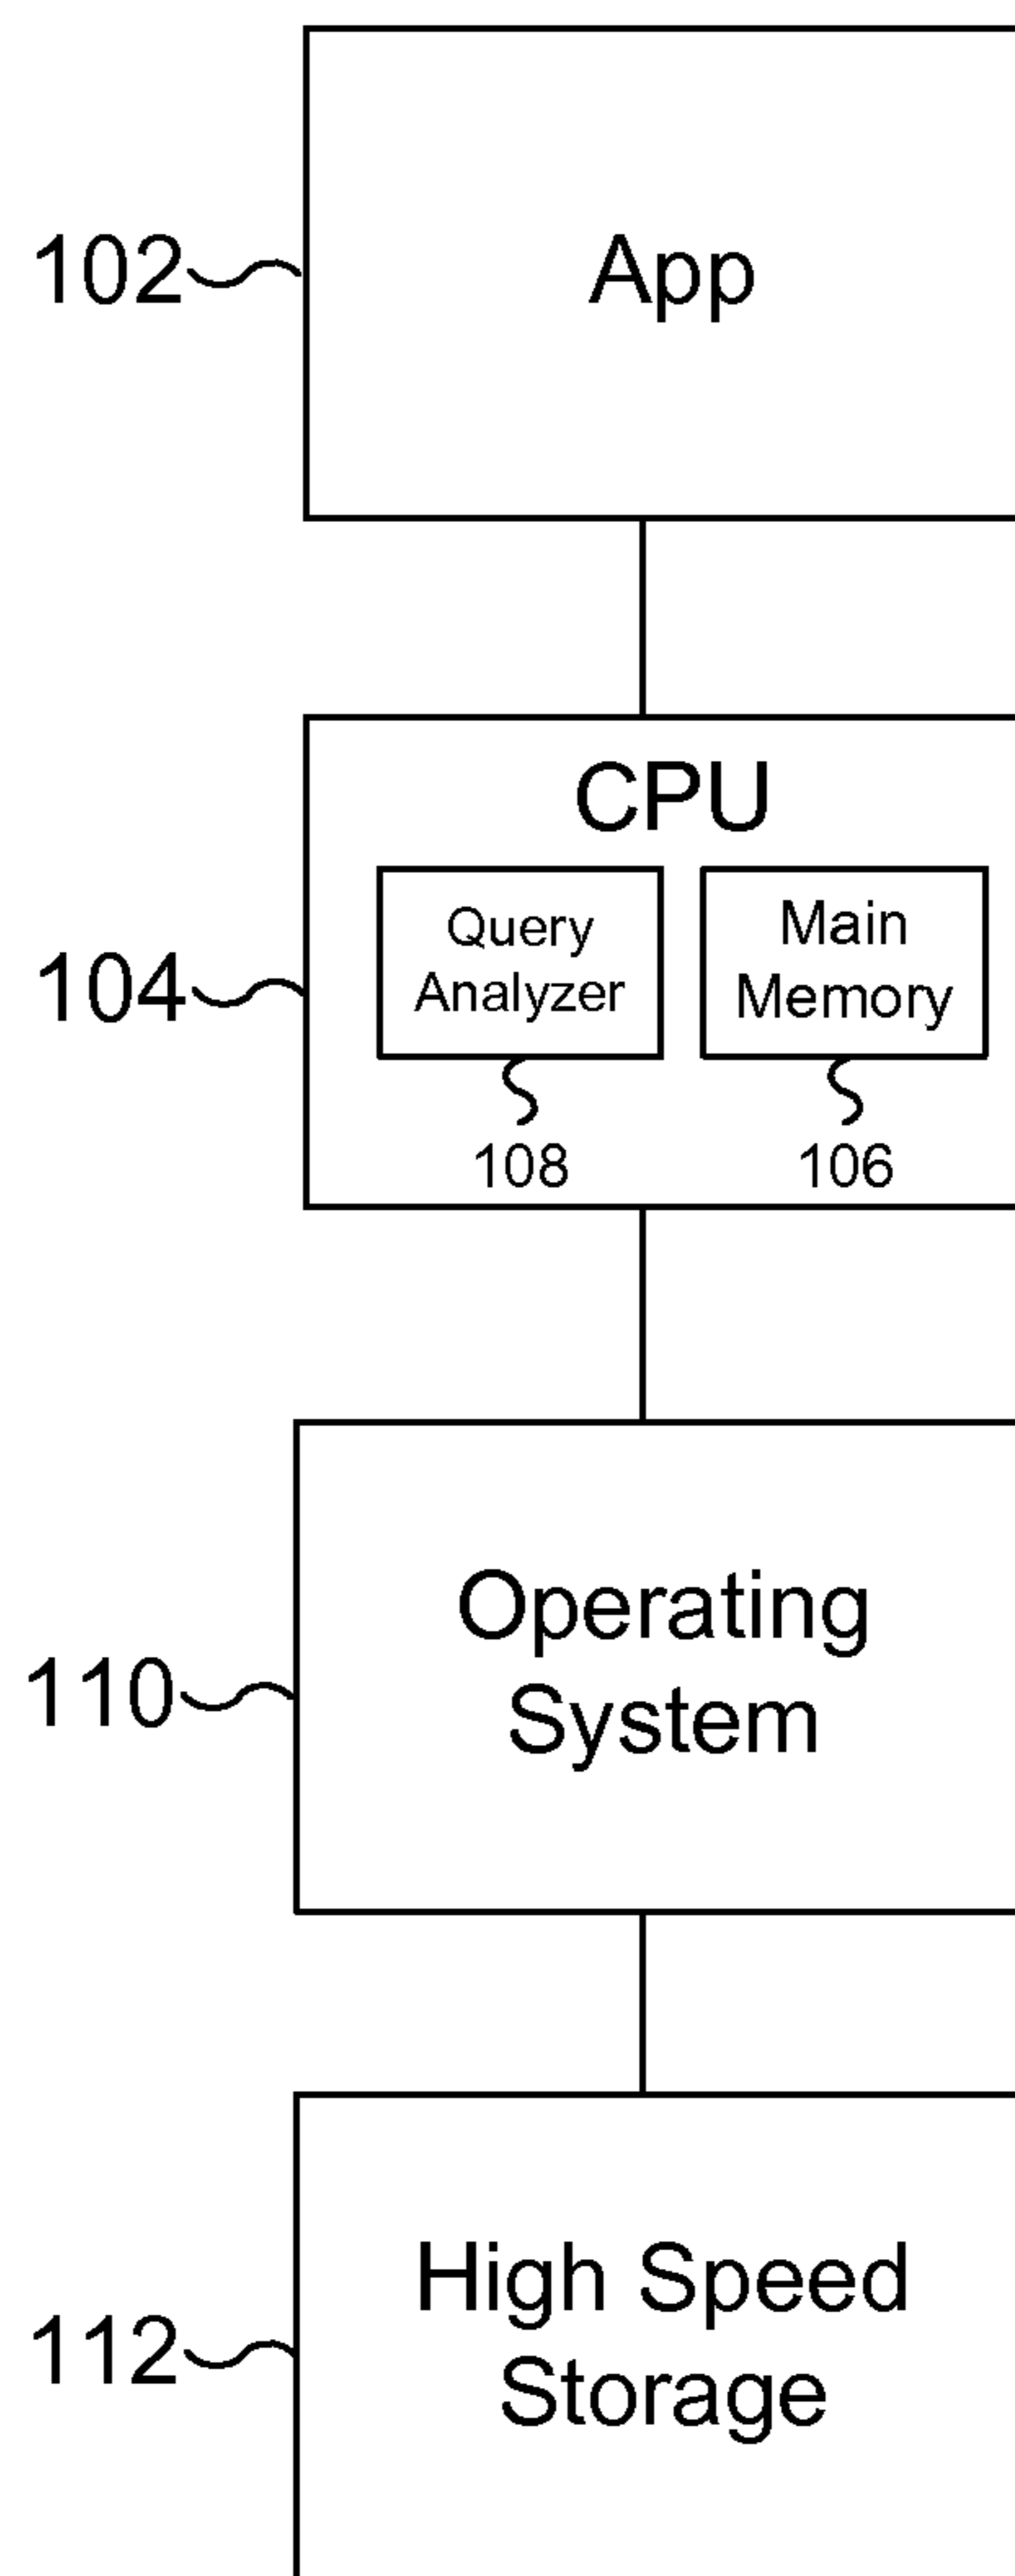 102
App
CPU
104
Query
Analyzer
Main
Memory
108
106
110
Operating
System
112
High Speed
Storage